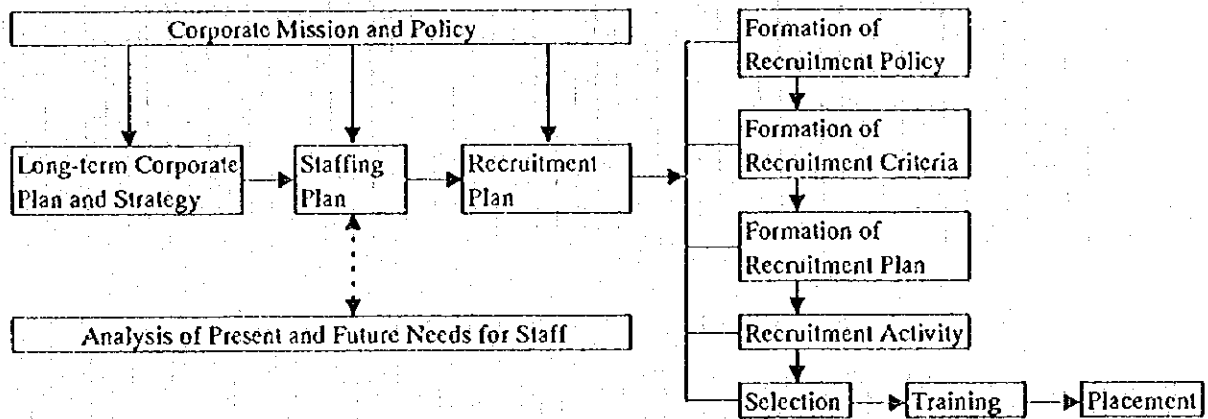 Corporate Mission and Policy
Long-term Corporate
Plan and Strategy
Staffing
Plan
Recruitment
Plan
Analysis of Present and Future Needs for Staff
Formation of
Recruitment Policy
Formation of
Recruitment Criteria
Formation of
Recruitment Plan
Recruitment Activity
Selection
Training
Placement